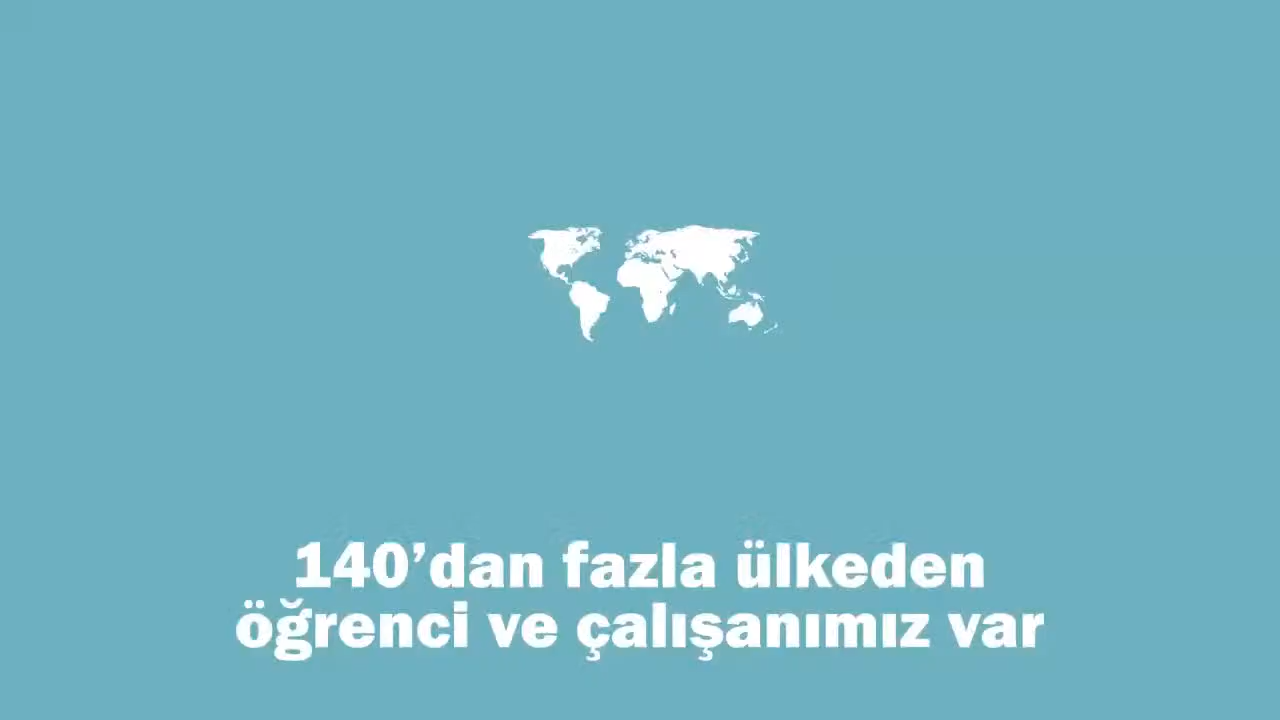 140’dan fazla ülkeden
öğrenci ve çalışanımız var